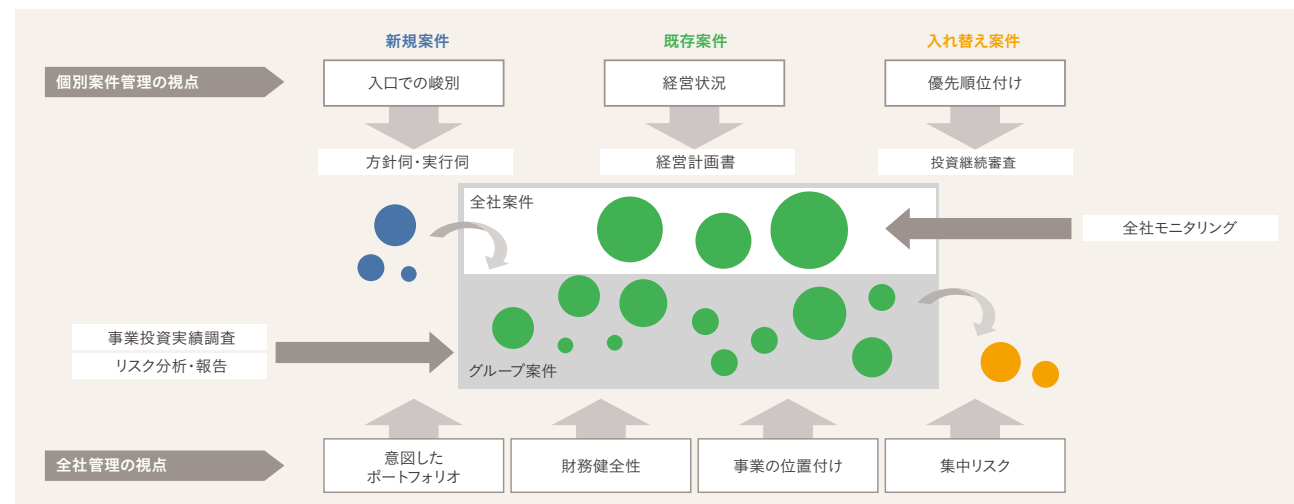 新規案件
既存案件
入れ替え案件
個別案件管理の視点
入口での峻別
経営状況
優先順位付け
方針伺・実行伺
経営計画書
投資継続審査
全社案件
全社モニタリング
事業投資実績調査
リスク分析・報告
グループ案件
全社管理の視点
意図した
ポートフォリオ
財務健全性
事業の位置付け
集中リスク